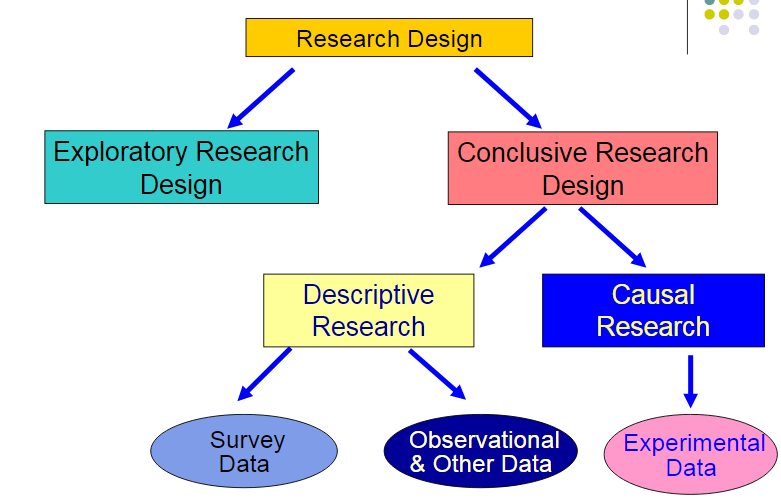 Research Design
Exploratory Research
Design
Conclusive Research
Design
Descriptive
Research
Causal
Research
Survey
Data
Observational
& Other Data
Experimental
Data